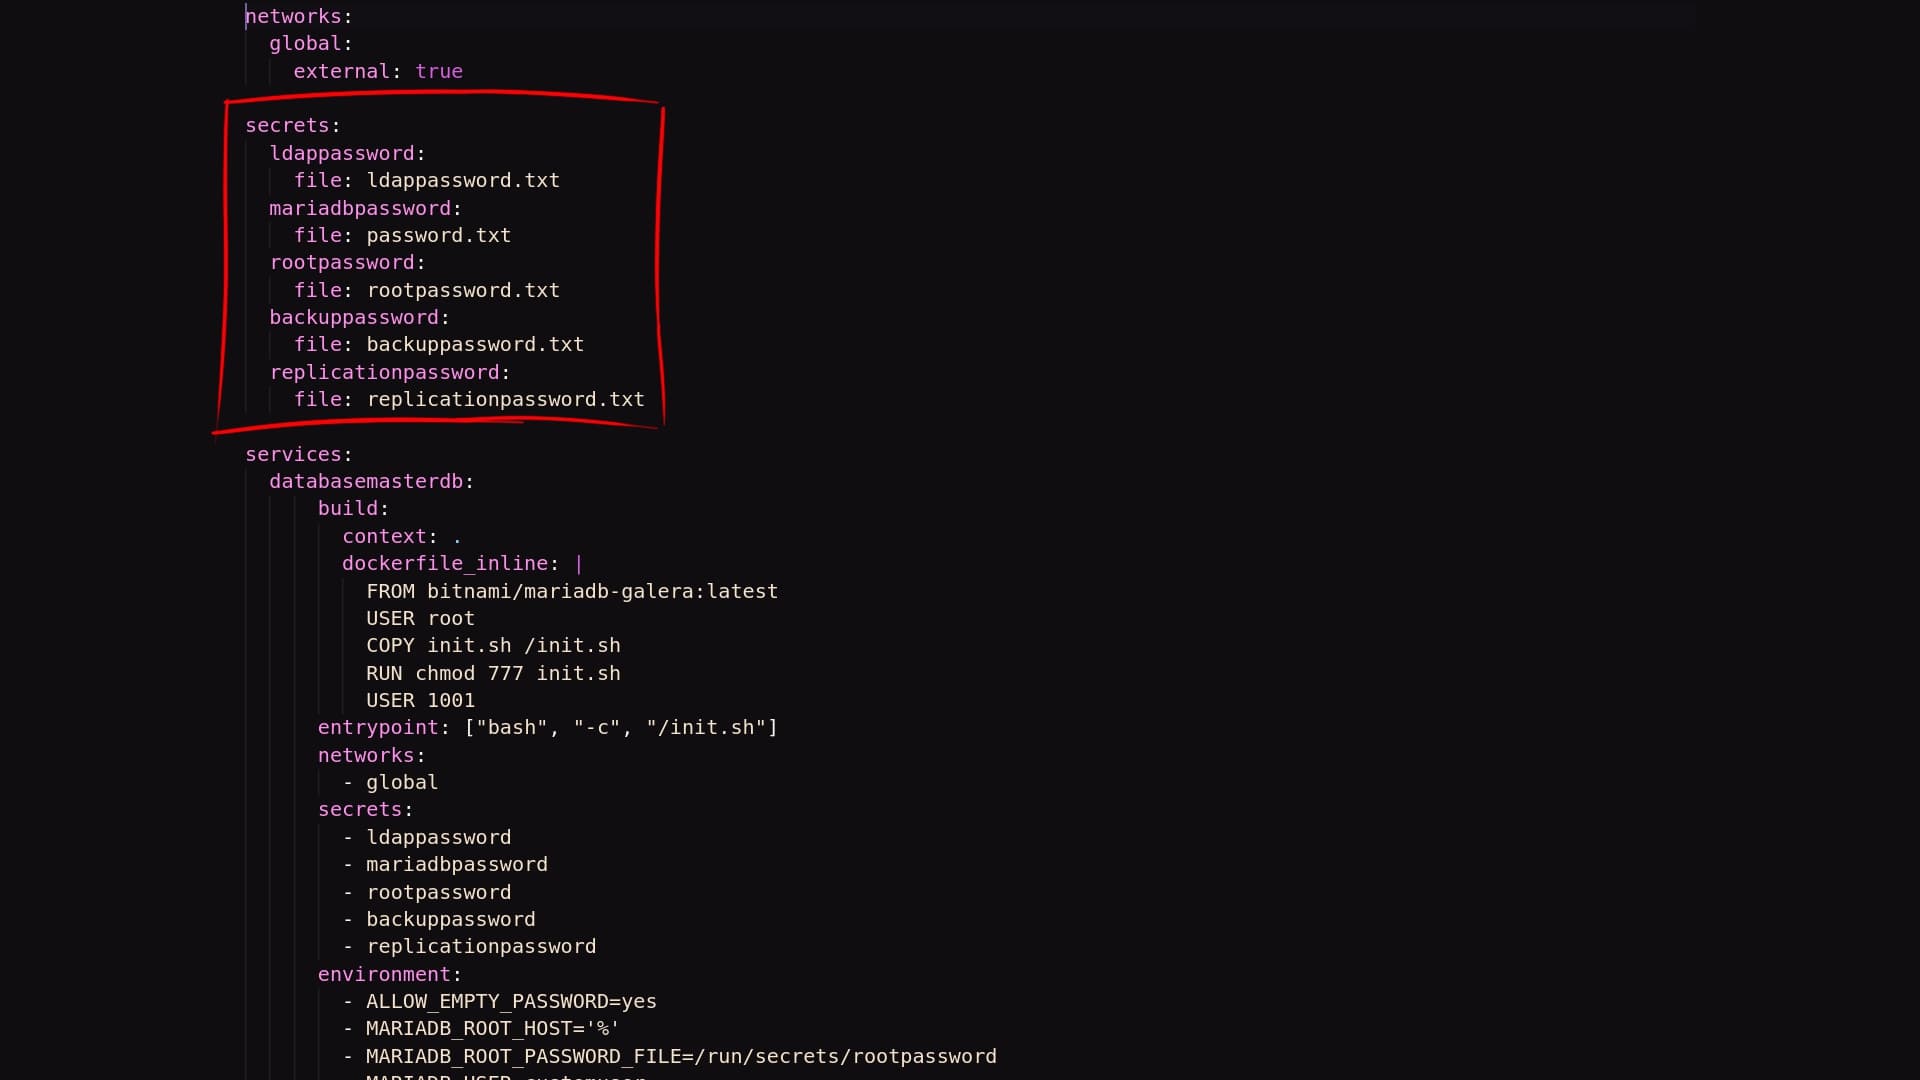 networks:
  global:
    external: true
secrets:
  ldappassword:
    file: ldappassword.txt
  mariadbpassword:
    file: password.txt
  rootpassword:
    file: rootpassword.txt
  backuppassword:
    file: backuppassword.txt
  replicationpassword:
    file: replicationpassword.txt
services:
  databasemasterdb:
      build:
        context: .
        dockerfile_inline: |
          FROM bitnami/mariadb-galera:latest
          USER root
          COPY init.sh /init.sh
          RUN chmod 777 init.sh
          USER 1001
      entrypoint: ["bash", "-c", "/init.sh"]
      networks:
        - global
      secrets:
        - ldappassword
        - mariadbpassword
        - rootpassword
        - backuppassword
        - replicationpassword
      environment:
        - ALLOW_EMPTY_PASSWORD=yes
        - MARIADB_ROOT_HOST='%'
        - MARIADB_ROOT_PASSWORD_FILE=/run/secrets/rootpassword